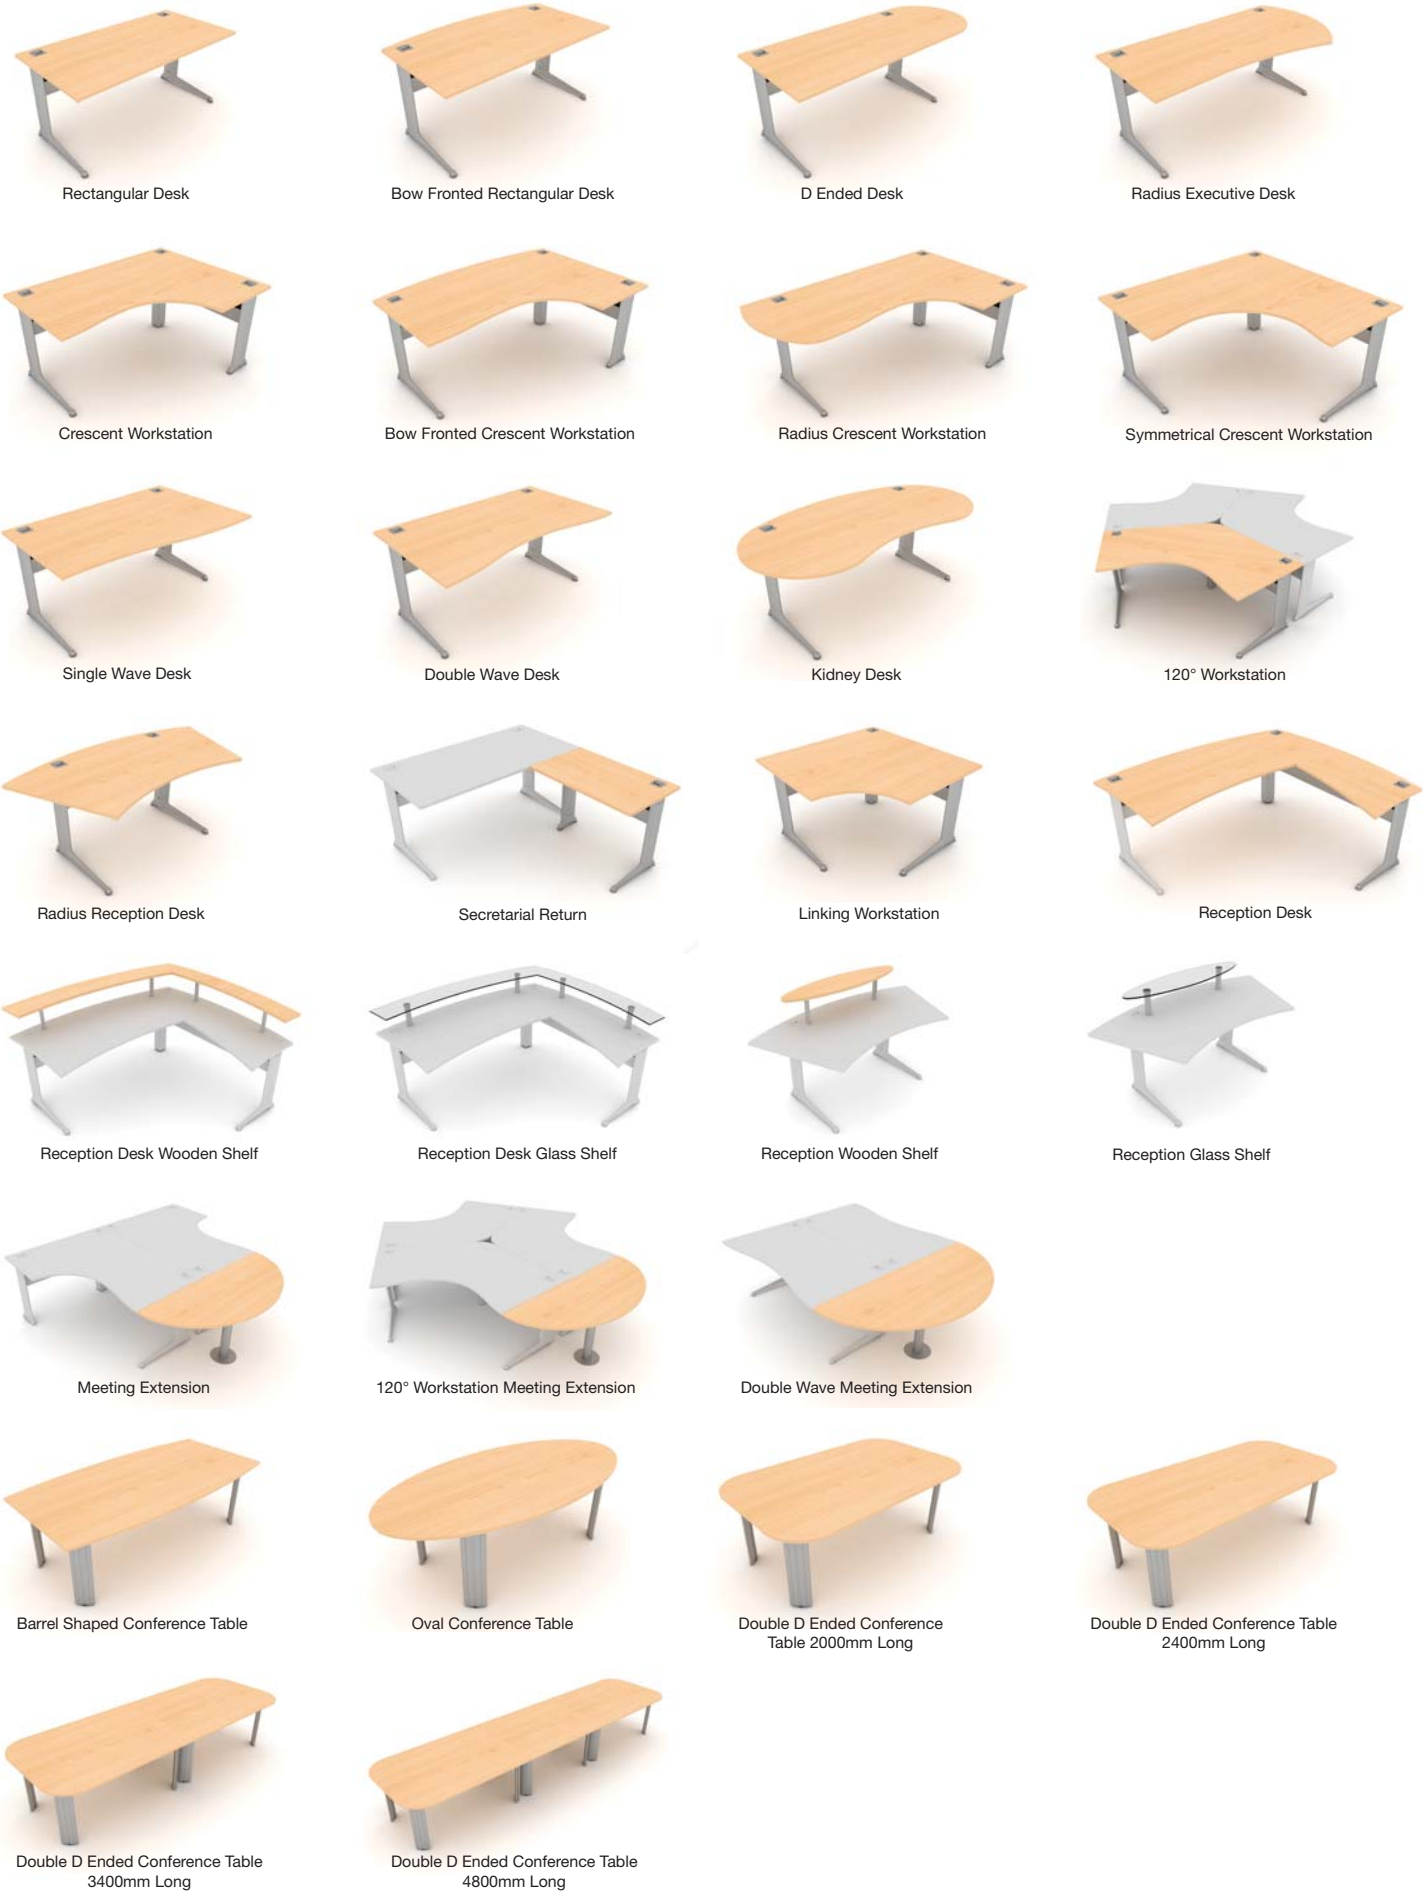 Rectangular Desk
Bow Fronted Rectangular Desk
D Ended Desk
Radius Executive Desk
Crescent Workstation
Bow Fronted Crescent Workstation
Radius Crescent Workstation
Symmetrical Crescent Workstation
Single Wave Desk
Double Wave Desk
Kidney Desk
120° Workstation
Radius Reception Desk
Secretarial Return
Linking Workstation
Reception Desk
Reception Desk Wooden Shelf
Reception Desk Glass Shelf
Reception Wooden Shelf
Reception Glass Shelf
Meeting Extension
120° Workstation Meeting Extension
Double Wave Meeting Extension
Barrel Shaped Conference Table
Oval Conference Table
Double D Ended Conference
Table 2000mm Long
Double D Ended Conference Table
2400mm Long
Double D Ended Conference Table
3400mm Long
Double D Ended Conference Table
4800mm Long